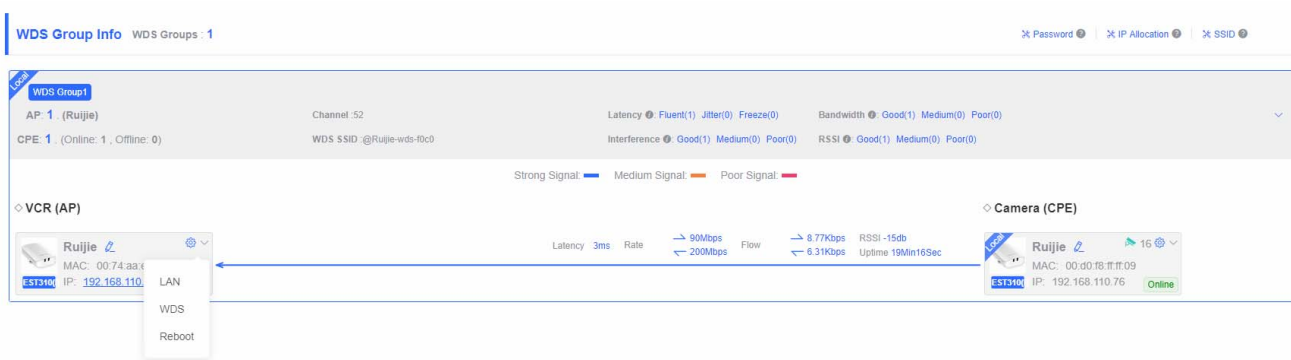 WDS Group Info WDS Groups : 1
Password IP Allocation SSID
Local
WDS Group1
AP: 1 . (Ruijie) Channel :52 Latency : Fluent(1) Jitter(0) Freeze(0) Bandwidth : Good(1) Medium(0) Poor(0)
CPE: 1 . (Online: 1 , Offline: 0) WDS SSID :@Ruijie-wds-f0c0 Interference : Good(1) Medium(0) Poor(0) RSSI : Good(1) Medium(0) Poor(0)
Strong Signal: Medium Signal: Poor Signal:
VCR (AP)
Ruijie
MAC: 00:74:aa:
EST310 IP: 192.168.110.
LAN
WDS
Reboot
Latency 3ms Rate 90Mbps 200Mbps Flow 8.77Kbps 6.31Kbps RSSI -15db Uptime 19Min16Sec
Camera (CPE)
Local
Ruijie 16
MAC: 00:d0:f8:ff:ff:09
EST310 IP: 192.168.110.76 Online